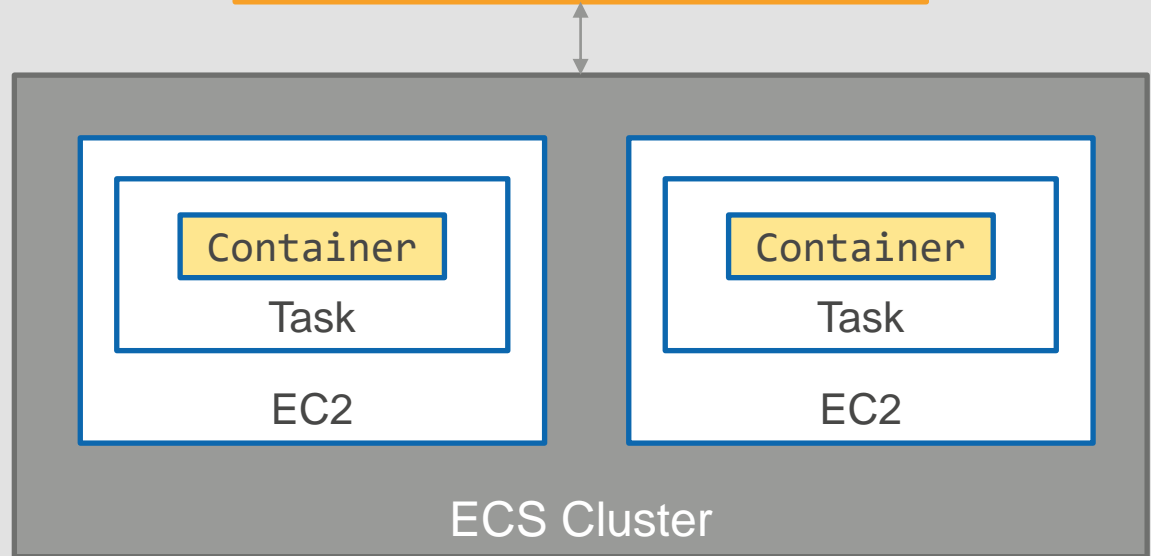 Container
Container
Task
Task
EC2
EC2
ECS Cluster